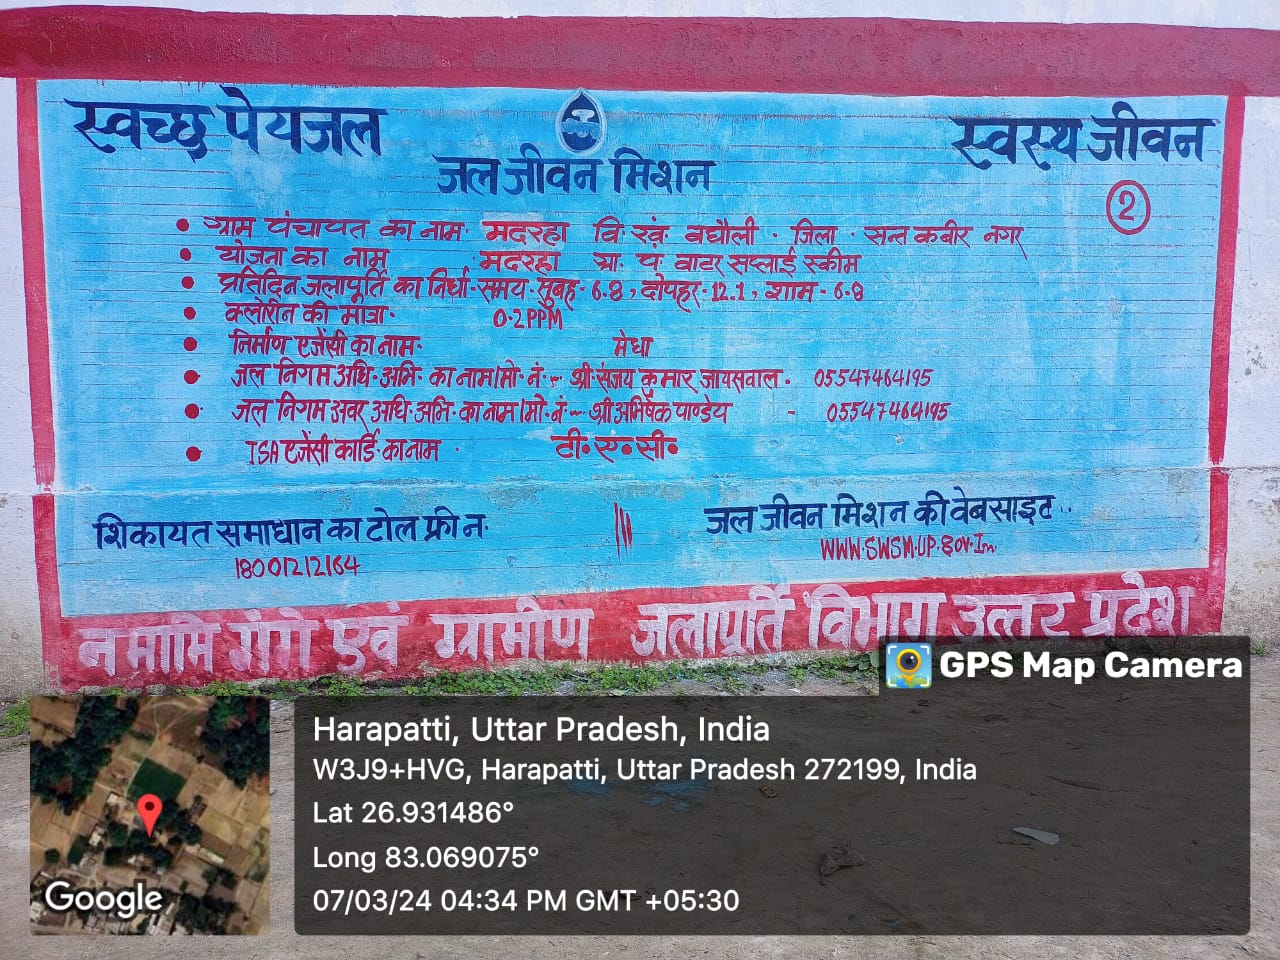 स्वच्छ पेयजल
स्वस्थ जीवन
जल जीवन मिशन
2
• ग्राम पंचायत का नाम. मदरहा वि. खं. बघौली . जिला . सन्त कबीर नगर
• योजना का नाम मदरहा ग्रा. पं. वाटर सप्लाई स्कीम
• प्रतिदिन जलापूर्ति का निर्धा. समय. सुबह - 6.8, दोपहर. 12.1, शाम - 6.8
• क्लोरिन की मात्रा. 0.2PPM
• निर्माण एजेंसी का नाम. मेधा
• जल निगम अधि. अभि. का नाम/मो. नं. - श्री संजय कुमार जायसवाल. 05547464195
• जल निगम अवर अधि. अभि. का नाम/मो. नं. - श्री अभिषेक पाण्डेय - 05547464195
• ISA एजेंसी कार्डि. का नाम . टी.ए.सी.
शिकायत समाधान का टोल फ्री न.
18001212164
जल जीवन मिशन की वेबसाइट..
WWW.SWSM.UP.gov.In
नमामि गंगे एवं ग्रामीण जलापूर्ति विभाग उत्तर प्रदेश
GPS Map Camera
Harapatti, Uttar Pradesh, India
W3J9+HVG, Harapatti, Uttar Pradesh 272199, India
Lat 26.931486°
Long 83.069075°
07/03/24 04:34 PM GMT +05:30
Google